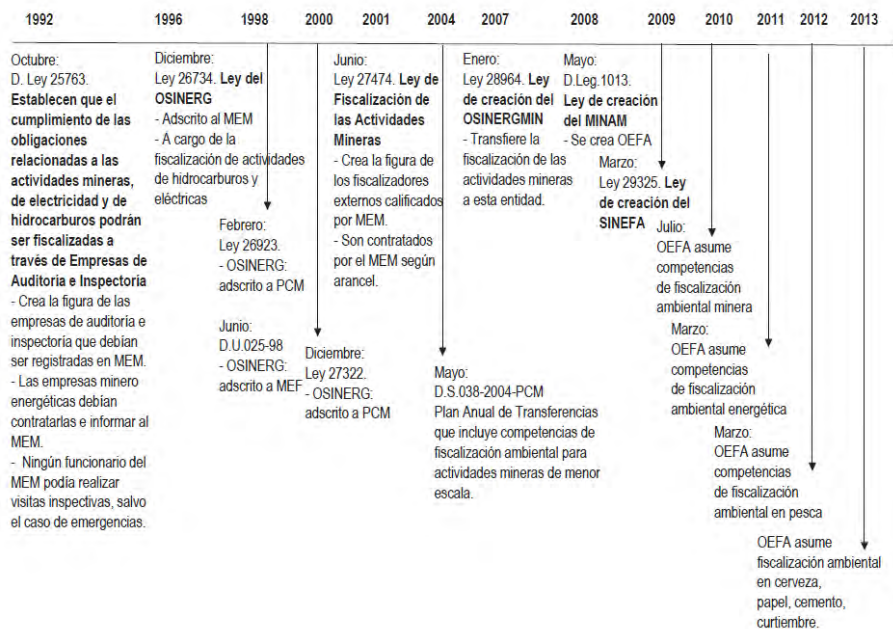 1992 1996 1998 2000 2001 2004 2007 2008 2009 2010 2011 2012 2013
Octubre:
D. Ley 25763.
Establecen que el
cumplimiento de las
obligaciones
relacionadas a las
actividades mineras,
de electricidad y de
hidrocarburos podrán
ser fiscalizadas a
través de Empresas de
Auditoria e Inspectoría
- Crea la figura de las
empresas de auditoría e
inspectoría que debían
ser registradas en MEM.
- Las empresas minero
energéticas debían
contratarlas e informar al
MEM.
- Ningún funcionario del
MEM podía realizar
visitas inspectivas, salvo
el caso de emergencias.
Diciembre:
Ley 26734. Ley del
OSINERG
- Adscrito al MEM
- A cargo de la
fiscalización de actividades
de hidrocarburos y
eléctricas
Febrero:
Ley 26923.
- OSINERG:
adscrito a PCM
Junio:
D.U.025-98
- OSINERG:
adscrito a MEF
Diciembre:
Ley 27322.
- OSINERG:
adscrito a PCM
Junio:
Ley 27474. Ley de
Fiscalización de
las Actividades
Mineras
- Crea la figura de
los fiscalizadores
externos calificados
por MEM.
- Son contratados
por el MEM según
arancel.
Mayo:
D.S.038-2004-PCM
Plan Anual de Transferencias
que incluye competencias de
fiscalización ambiental para
actividades mineras de menor
escala.
Enero:
Ley 28964. Ley
de creación del
OSINERGMIN
- Transfiere la
fiscalización de las
actividades mineras
a esta entidad.
Mayo:
D.Leg.1013.
Ley de creación
del MINAM
- Se crea OEFA
Marzo:
Ley 29325. Ley
de creación del
SINEFA
Julio:
OEFA asume
competencias
de fiscalización
ambiental minera
Marzo:
OEFA asume
competencias
de fiscalización
ambiental energética
Marzo:
OEFA asume
competencias
de fiscalización
ambiental en pesca
OEFA asume
fiscalización ambiental
en cerveza,
papel, cemento,
curtiembre.